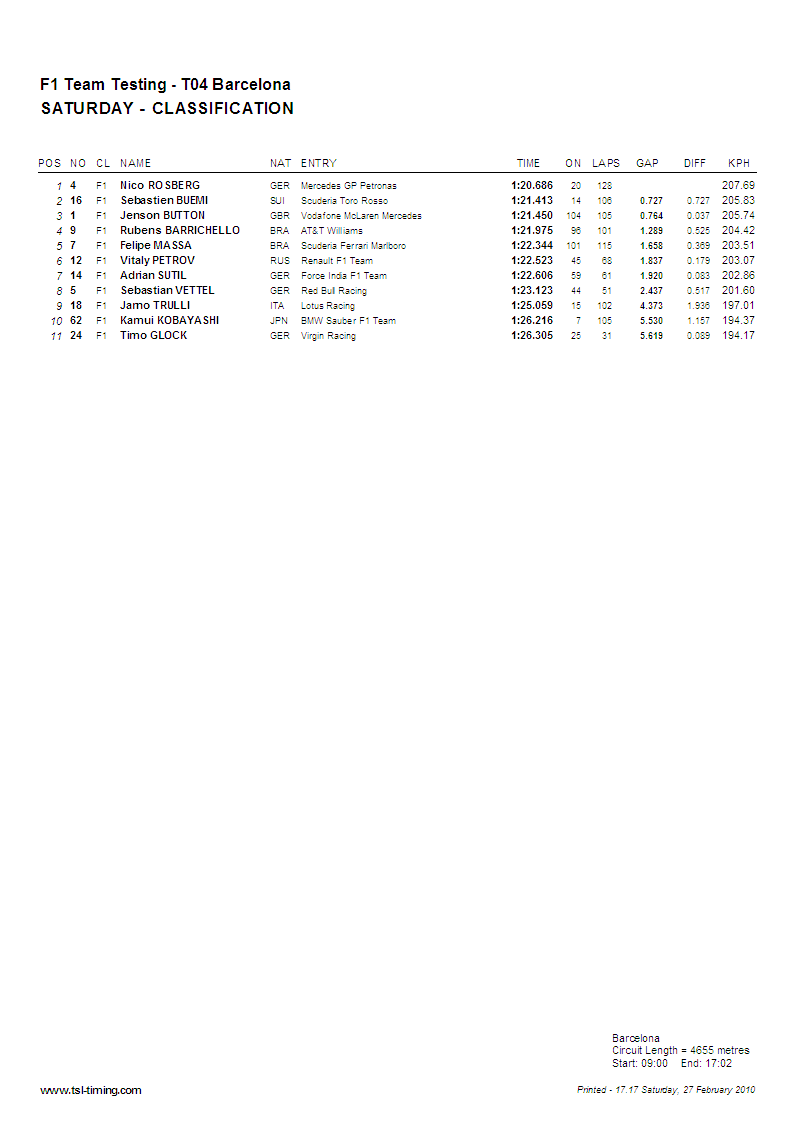 F1 Team Testing - T04 Barcelona
SATURDAY - CLASSIFICATION
POS NO CL NAME NAT ENTRY TIME ON LAPS GAP DIFF KPH
1 4 F1 Nico ROSBERG GER Mercedes GP Petronas 1:20.686 20 128 207.69
2 16 F1 Sebastien BUEMI SUI Scuderia Toro Rosso 1:21.413 14 106 0.727 0.727 205.83
3 1 F1 Jenson BUTTON GBR Vodafone McLaren Mercedes 1:21.450 104 105 0.764 0.037 205.74
4 9 F1 Rubens BARRICHELLO BRA AT&T Williams 1:21.975 96 101 1.289 0.525 204.42
5 7 F1 Felipe MASSA BRA Scuderia Ferrari Marlboro 1:22.344 101 115 1.658 0.369 203.51
6 12 F1 Vitaly PETROV RUS Renault F1 Team 1:22.523 45 68 1.837 0.179 203.07
7 14 F1 Adrian SUTIL GER Force India F1 Team 1:22.606 59 61 1.920 0.083 202.86
8 5 F1 Sebastian VETTEL GER Red Bull Racing 1:23.123 44 51 2.437 0.517 201.60
9 18 F1 Jarno TRULLI ITA Lotus Racing 1:25.059 15 102 4.373 1.936 197.01
10 62 F1 Kamui KOBAYASHI JPN BMW Sauber F1 Team 1:26.216 7 105 5.530 1.157 194.37
11 24 F1 Timo GLOCK GER Virgin Racing 1:26.305 25 31 5.619 0.089 194.17
Barcelona
Circuit Length = 4655 metres
Start: 09:00 End: 17:02
www.tsl-timing.com Printed - 17.17 Saturday, 27 February 2010